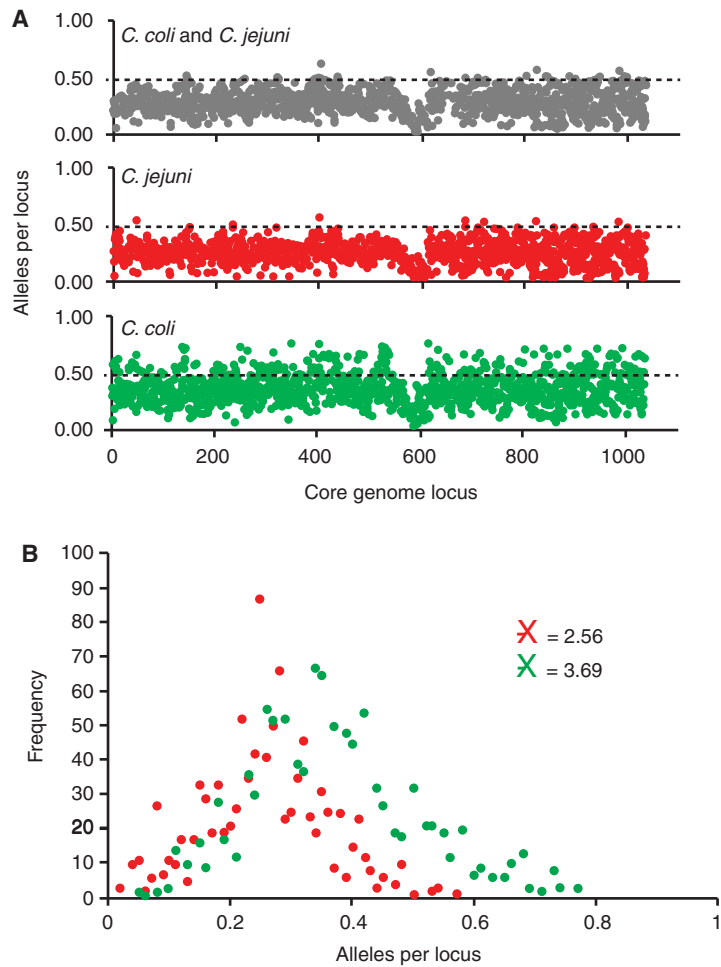 A
1.00
C. coli and C. jejuni
0.50
0.00
1.00
C. jejuni
0.50
0.00
1.00
C. coli
0.50
0.00
Alleles per locus
0 200 400 600 800 1000
Core genome locus
B
100
90
80
70
60
50
40
30
20
10
0
Frequency
X = 2.56
X = 3.69
0 0.2 0.4 0.6 0.8 1
Alleles per locus